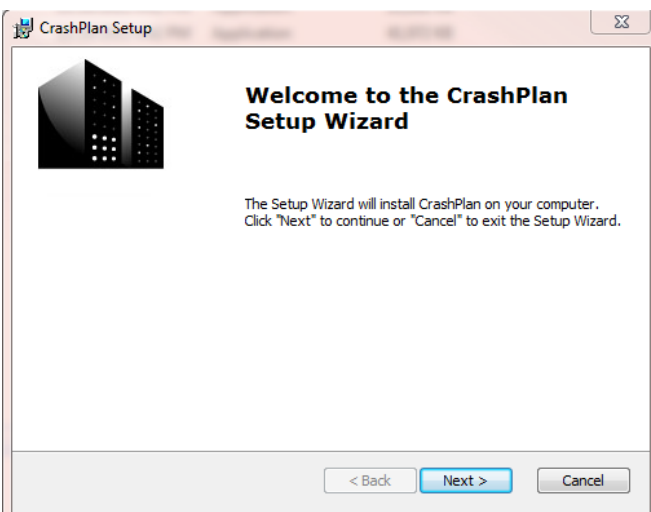 CrashPlan Setup
Welcome to the CrashPlan
Setup Wizard
The Setup Wizard will install CrashPlan on your computer.
Click "Next" to continue or "Cancel" to exit the Setup Wizard.
< Back
Next >
Cancel